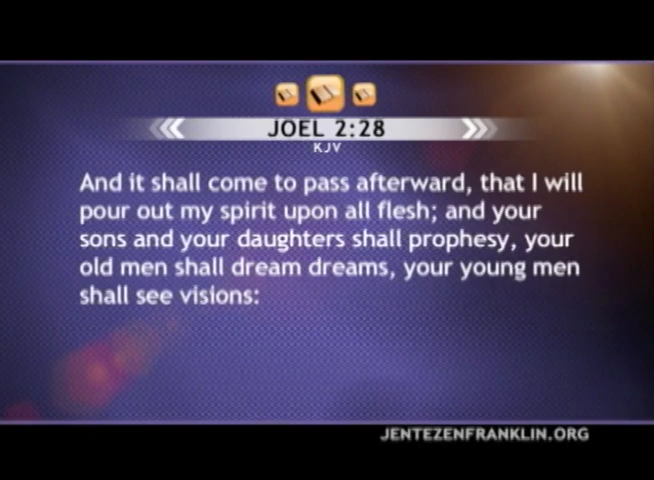 JOEL 2:28
KJV
And it shall come to pass afterward, that I will
pour out my spirit upon all flesh; and your
sons and your daughters shall prophesy, your
old men shall dream dreams, your young men
shall see visions:
JENTEZENFRANKLIN.ORG